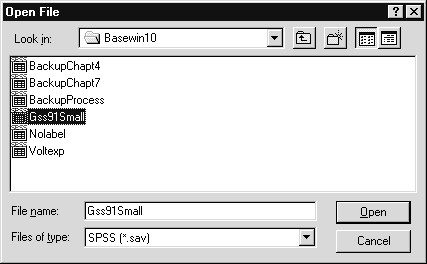 Open File
Look in: Basewin10
BackupChapt4
BackupChapt7
BackupProcess
Gss91Small
Nolabel
Voltexp
File name: Gss91Small Open
Files of type: SPSS (*.sav) Cancel